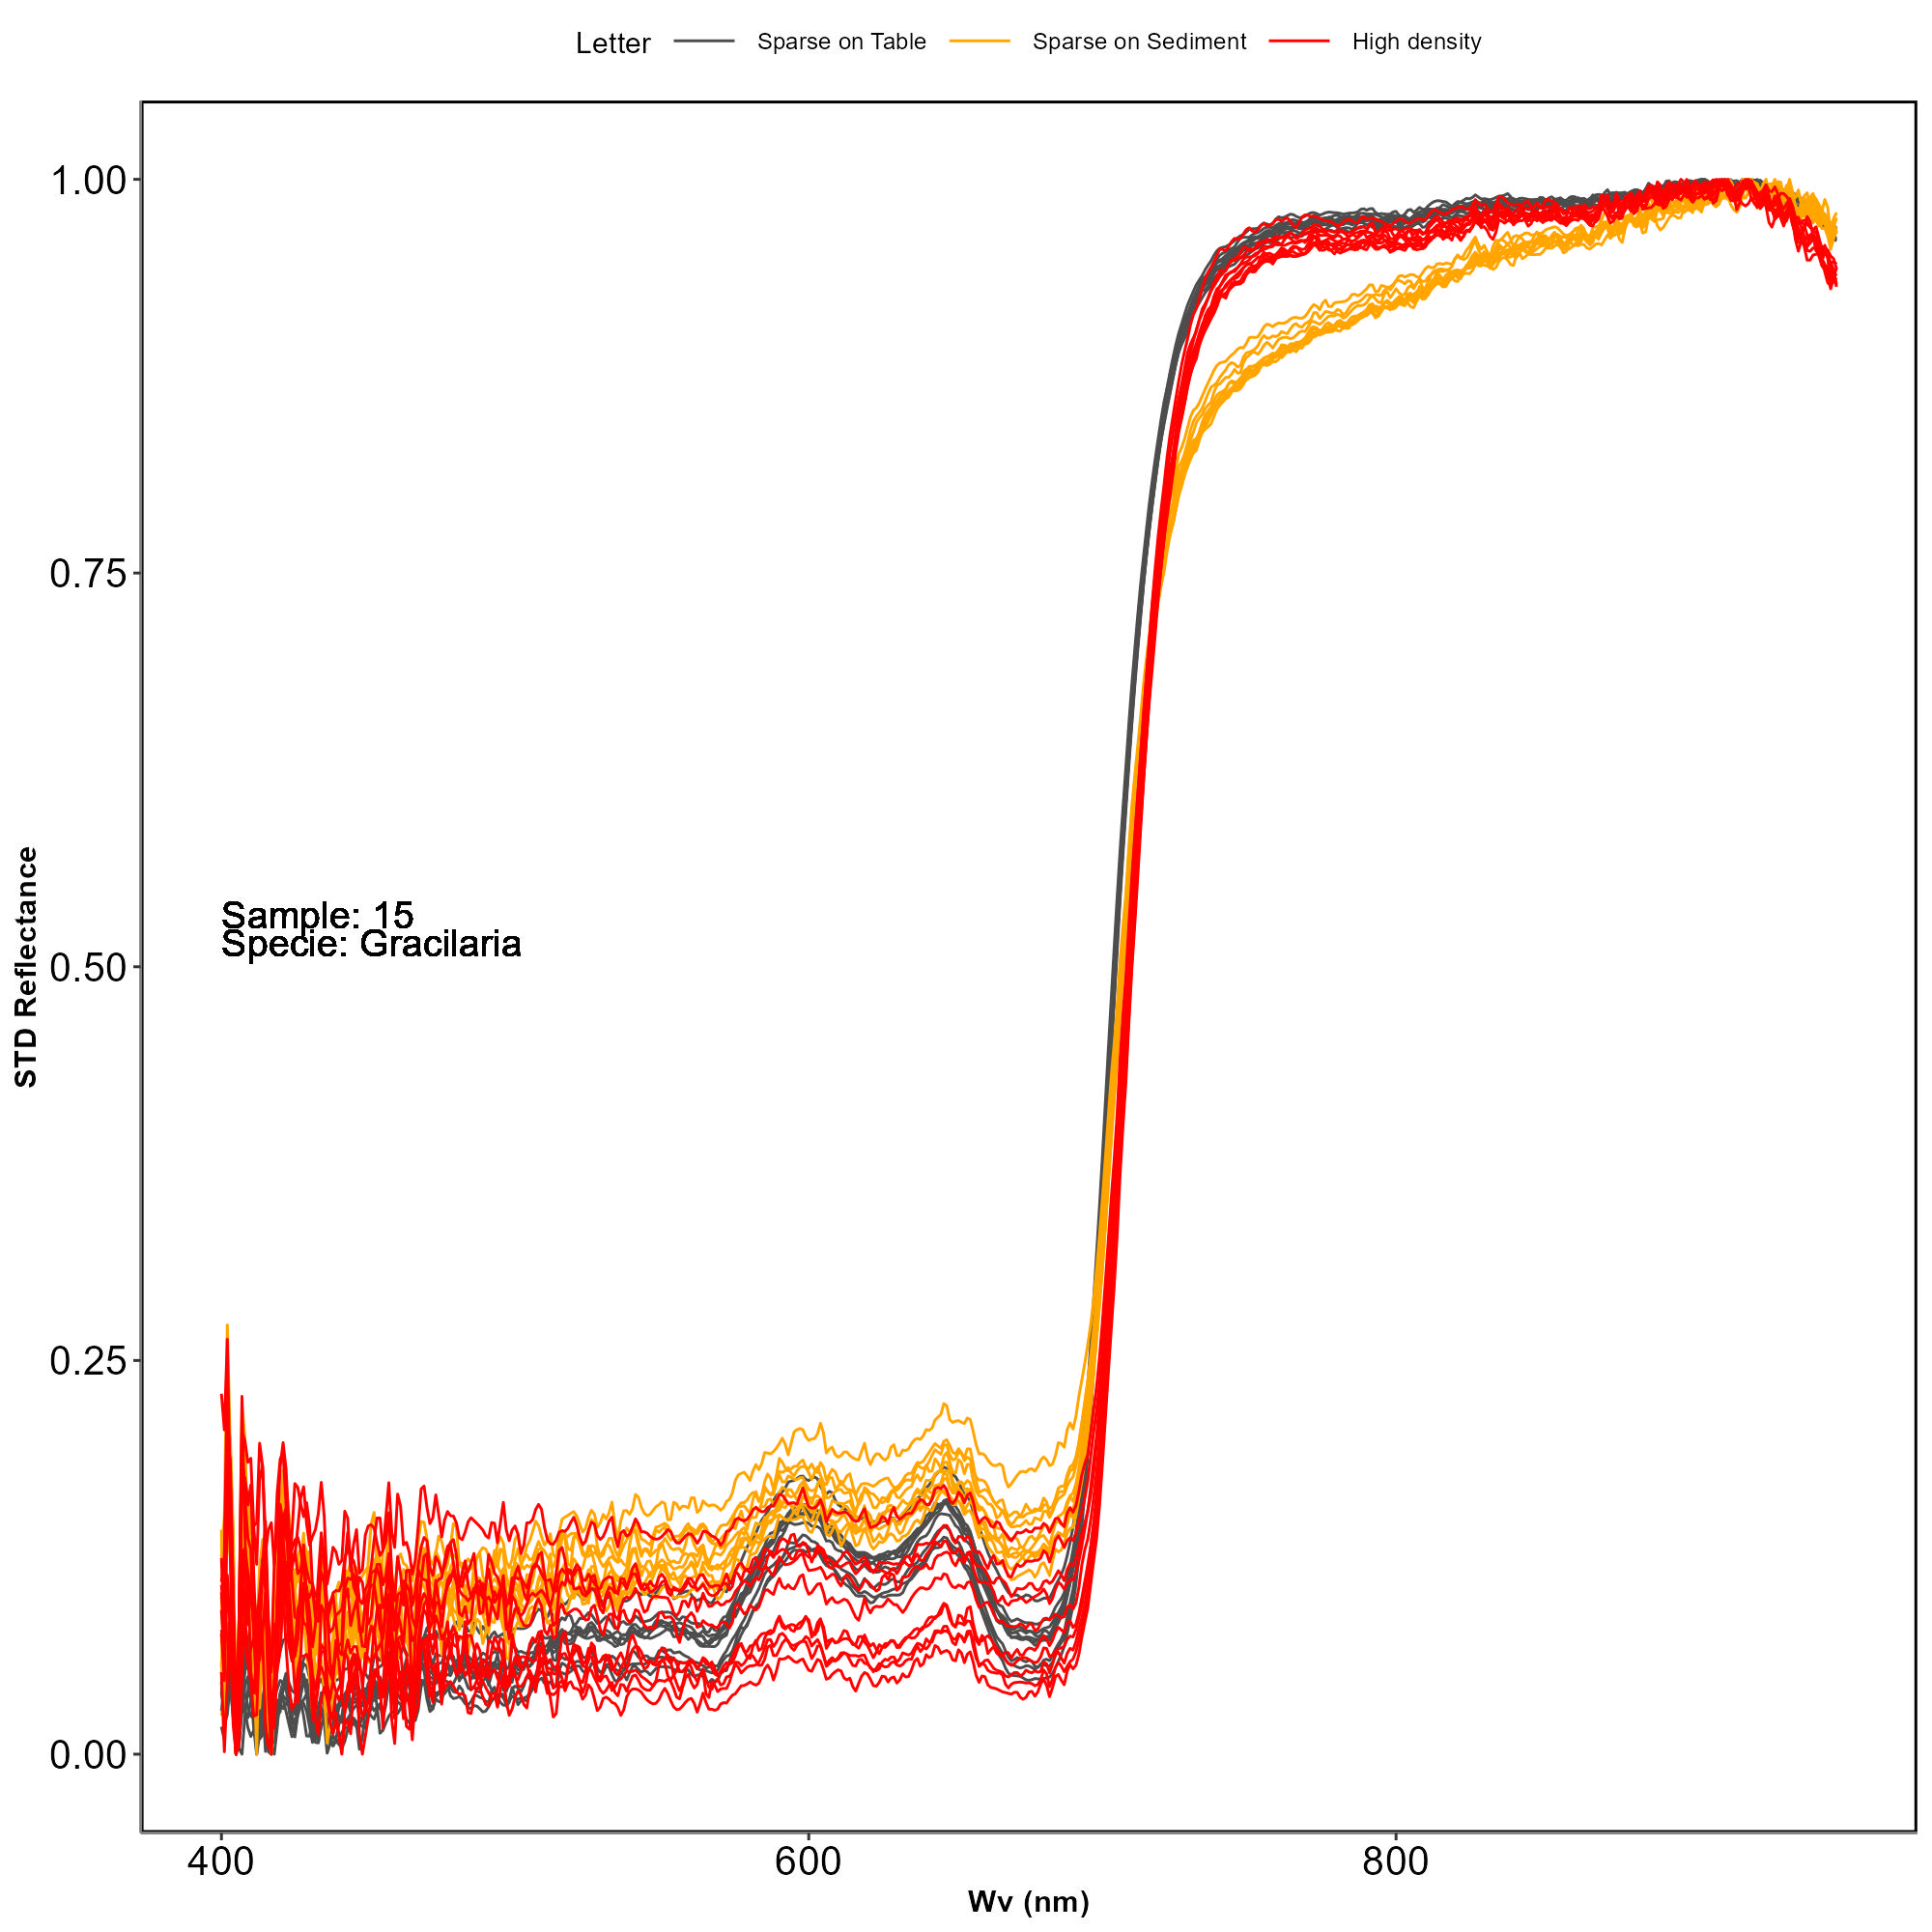 Letter Sparse on Table Sparse on Sediment High density
1.00
0.75
0.50
0.25
0.00
STD Reflectance
Sample: 15
Specie: Gracilaria
400 600 800
Wv (nm)